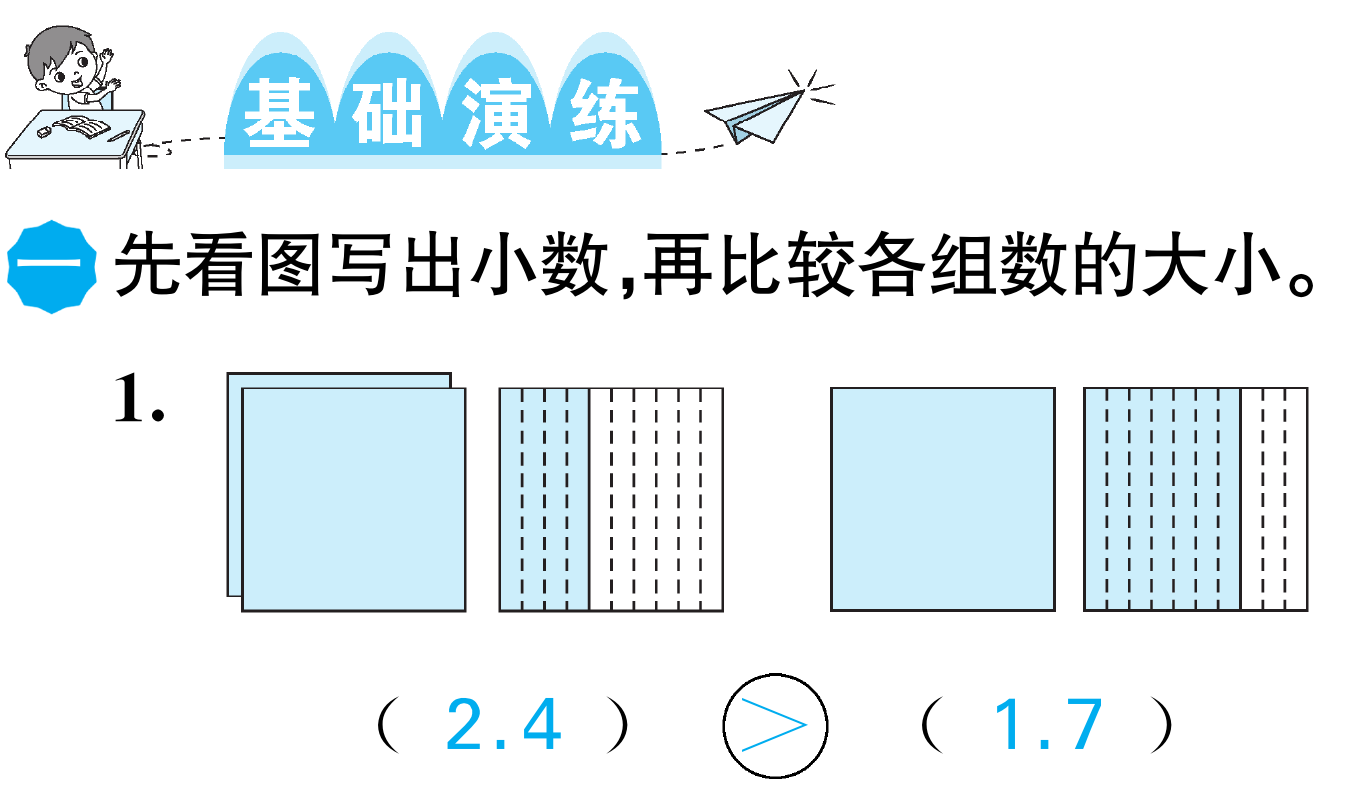 基础演练
一 先看图写出小数,再比较各组数的大小。
1.
( 2.4 ) > ( 1.7 )